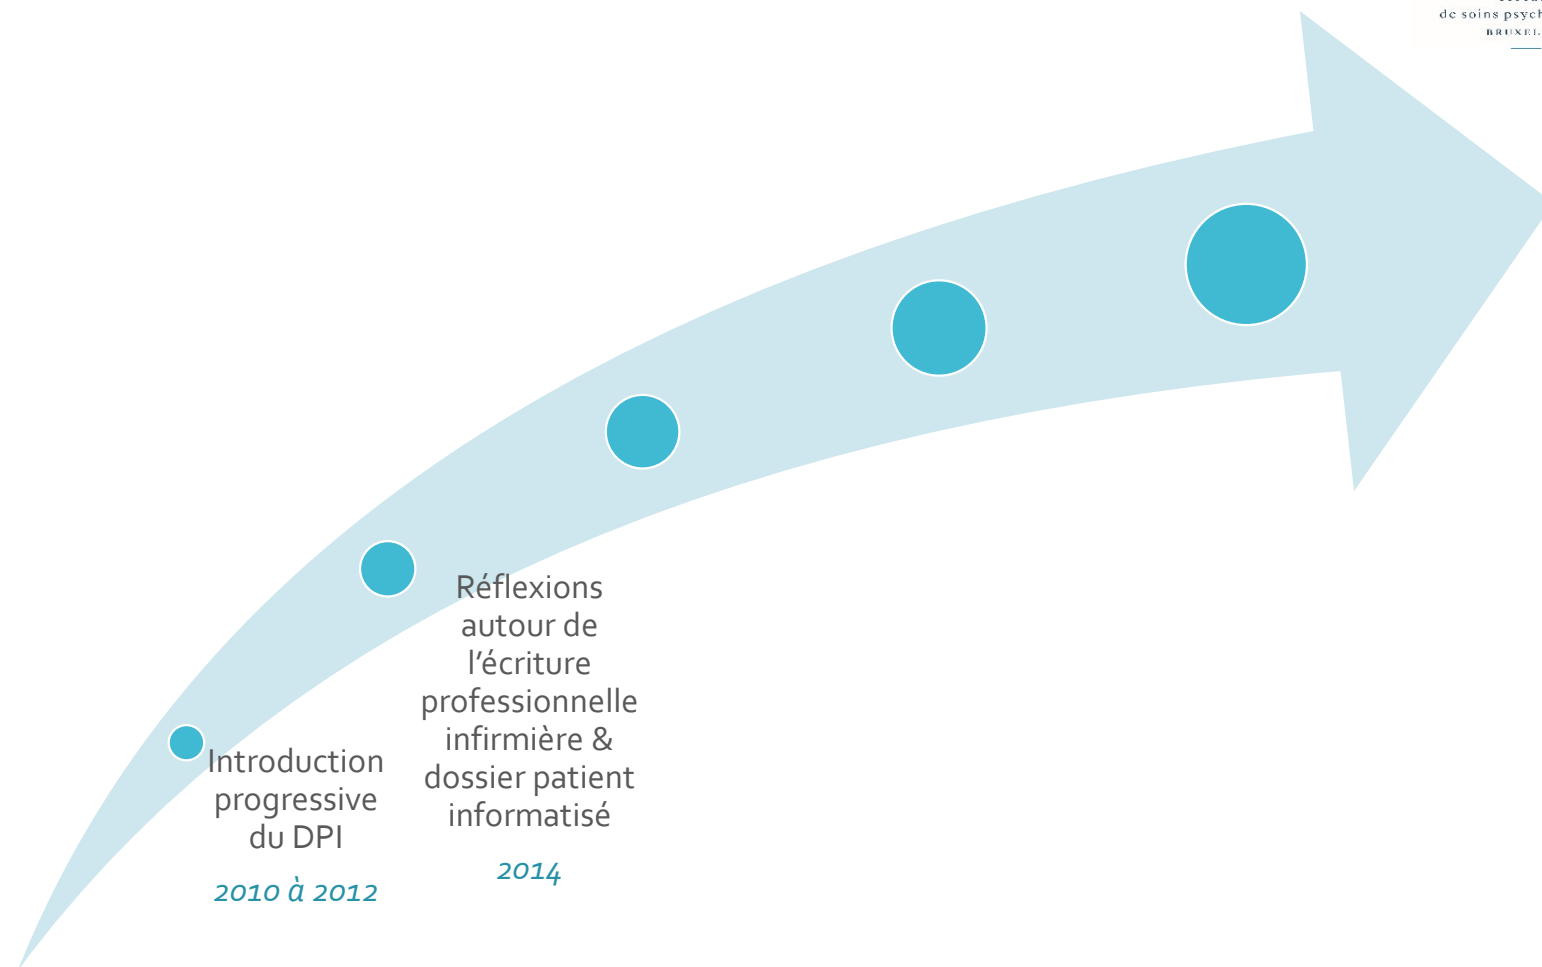 de soins psych
BRUXEL
Introduction
progressive
du DPI
2010 à 2012
Réflexions
autour de
l’écriture
professionnelle
infirmière &
dossier patient
informatisé
2014